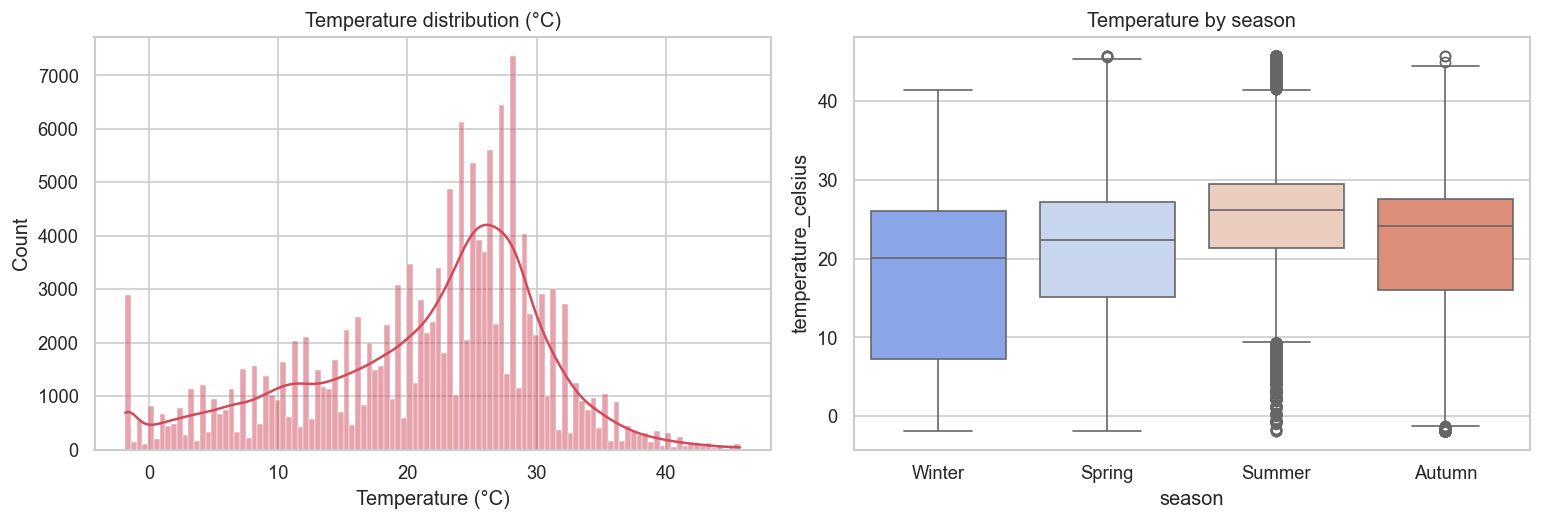 Temperature distribution (°C)
Count
7000
6000
5000
4000
3000
2000
1000
0
0
10
20
30
40
Temperature (°C)
Temperature by season
temperature_celsius
40
30
20
10
0
Winter
Spring
Summer
Autumn
season